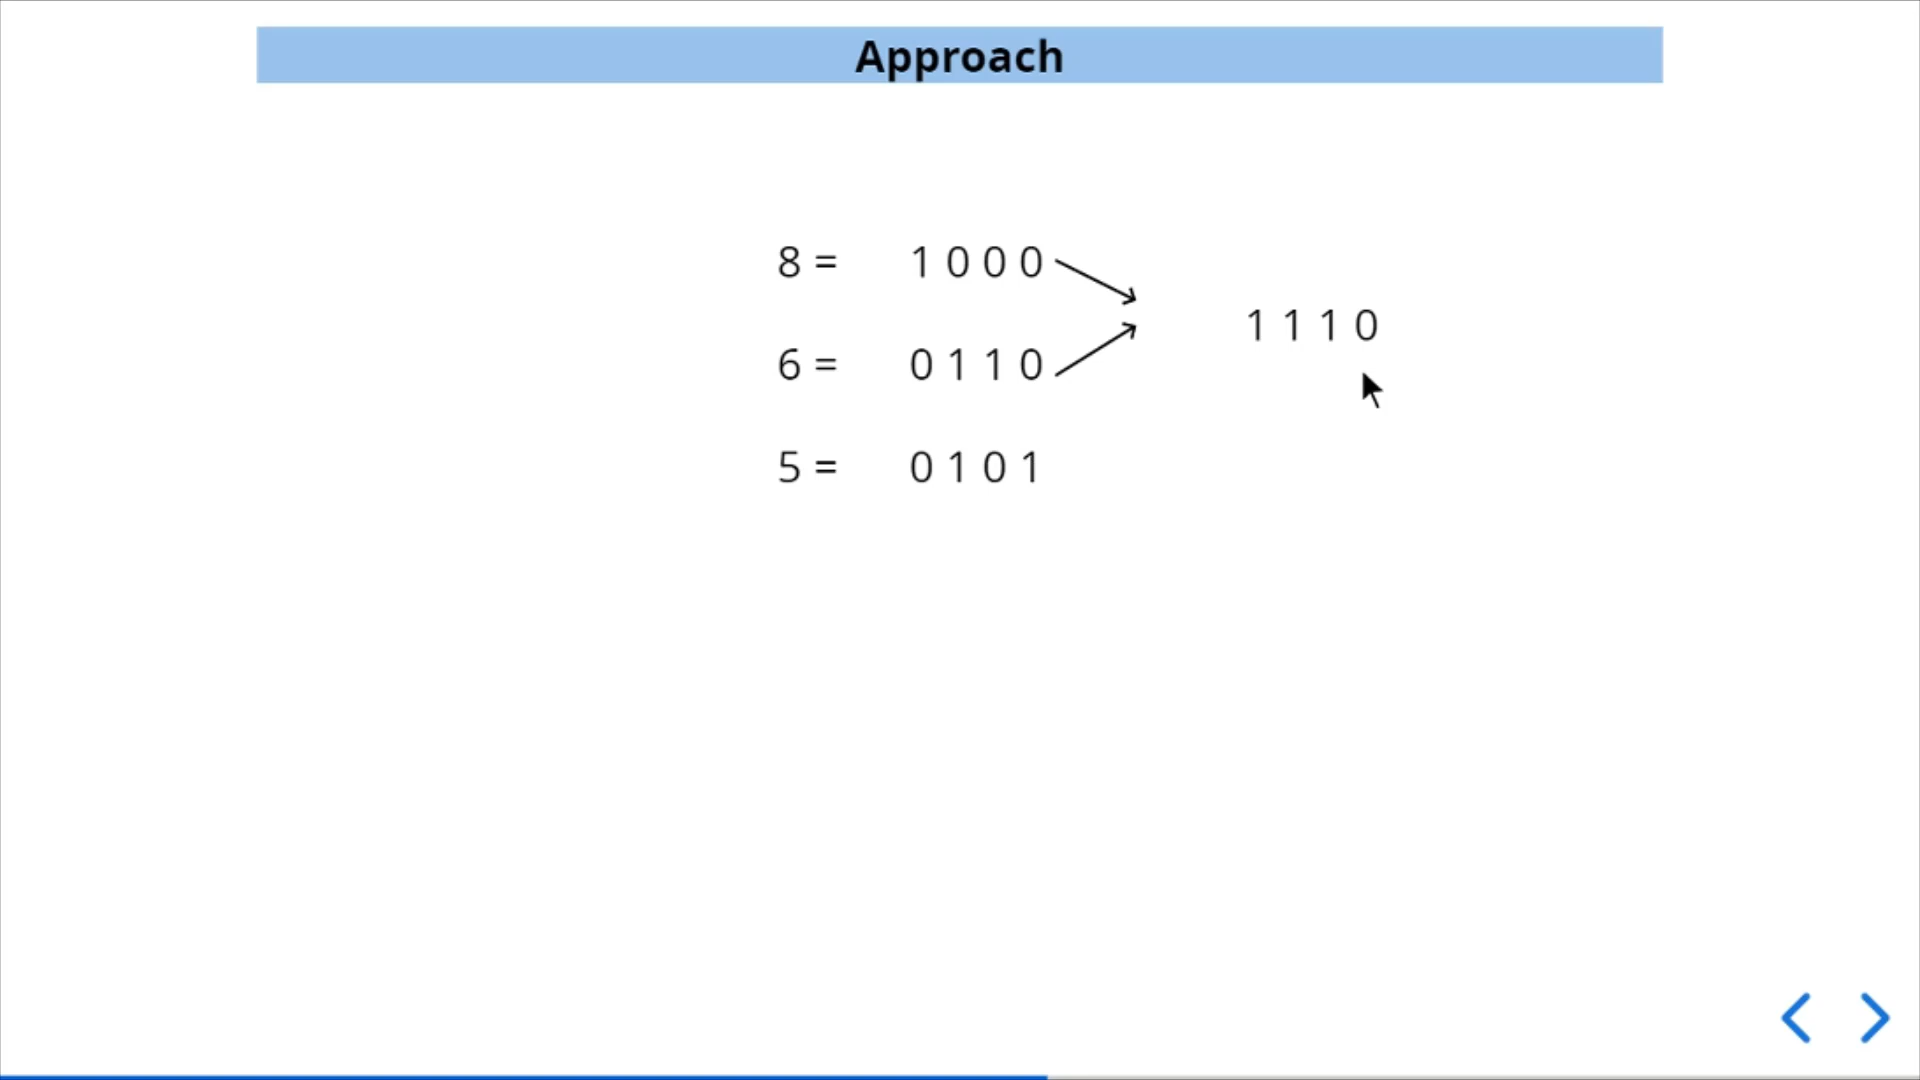 Approach
8 = 1 0 0 0
1 1 1 0
6 = 0 1 1 0
5 = 0 1 0 1